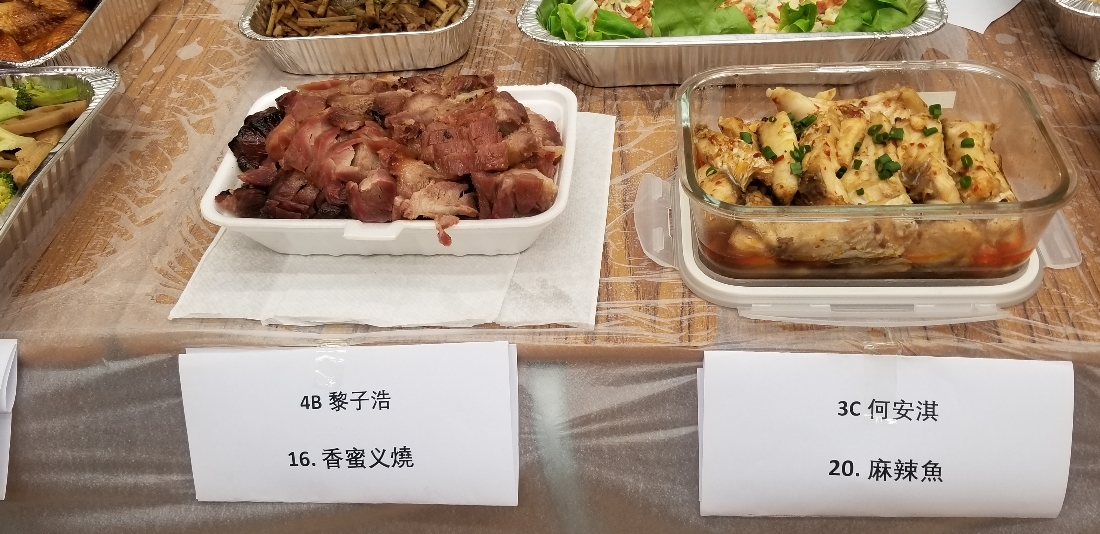 4B 黎子浩
16. 香蜜义燒
3C 何安淇
20. 麻辣魚